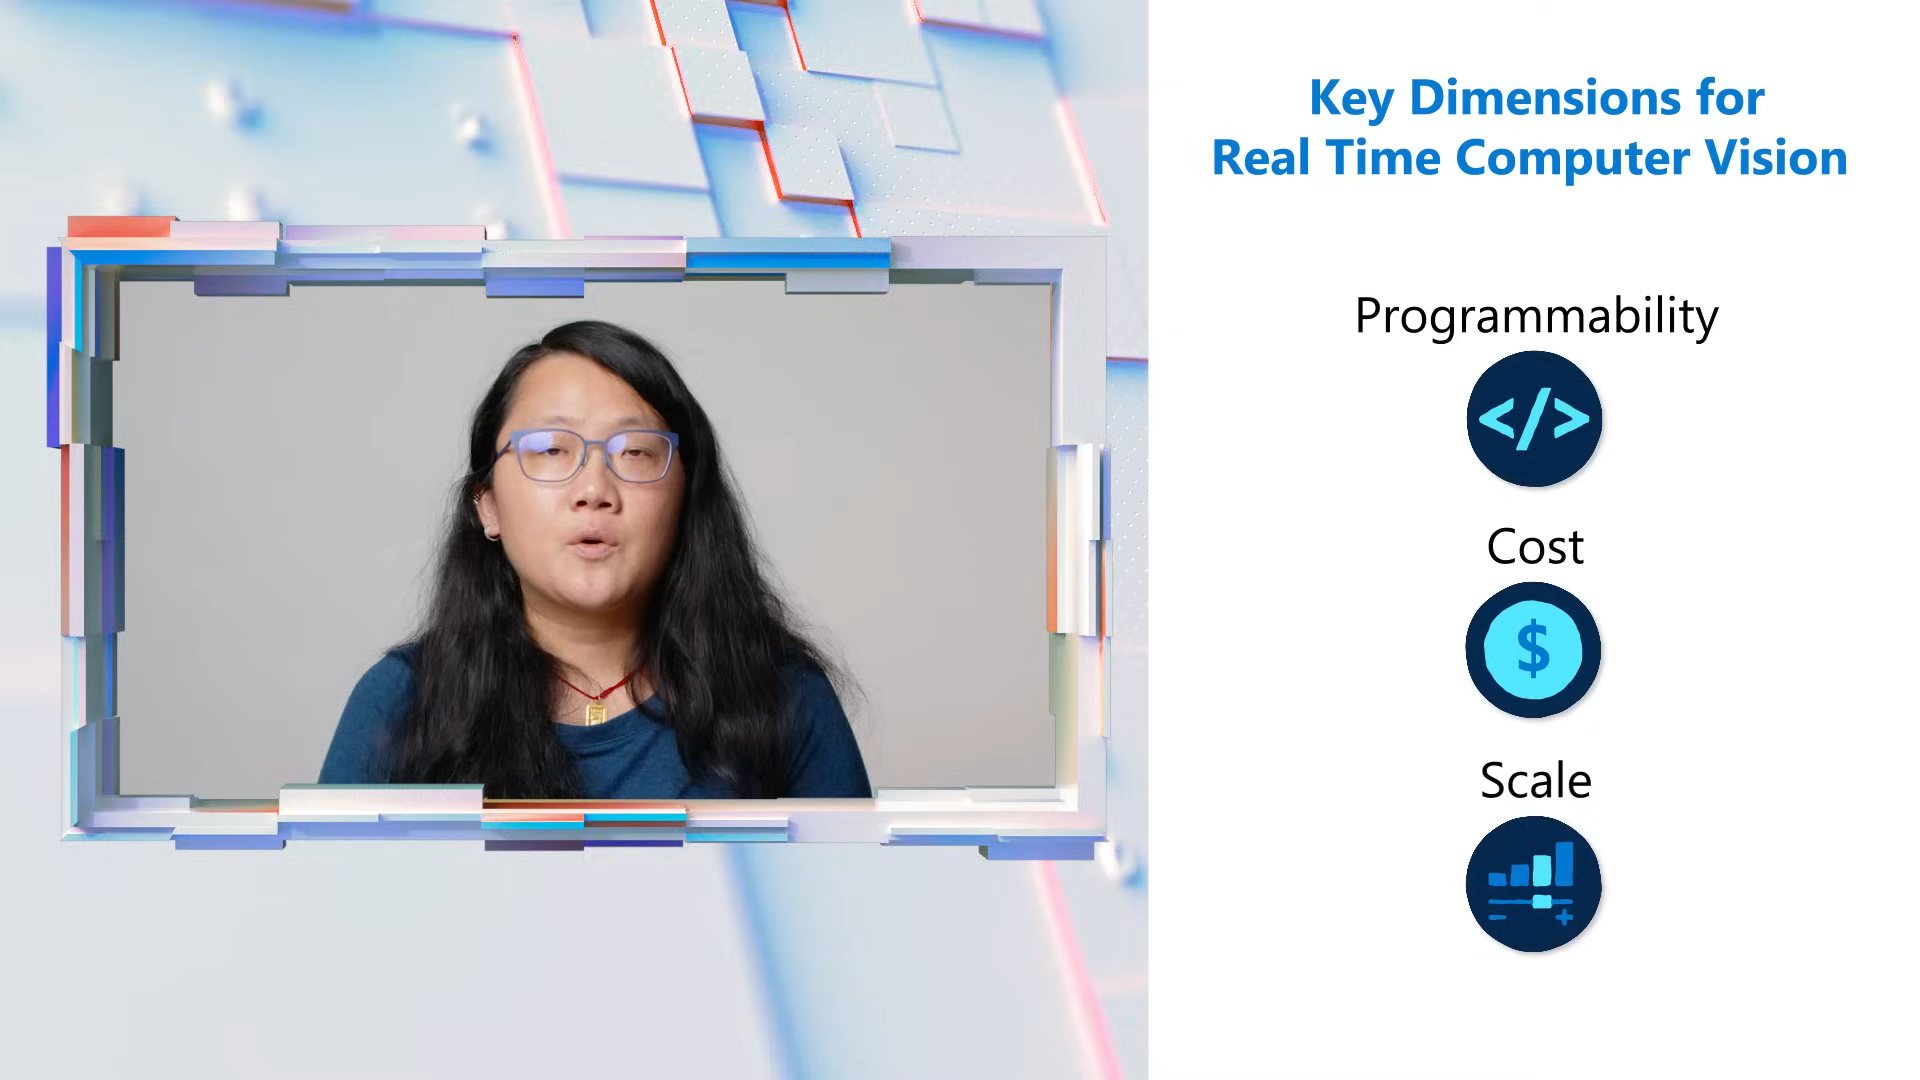 Key Dimensions for
Real Time Computer Vision
Programmability
</>
Cost
$
Scale